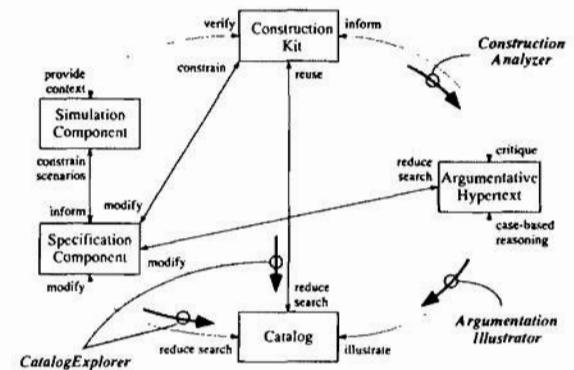 verify
Construction
Kit
inform
Construction
Analyzer
constrain
reuse
provide
context
Simulation
Component
constrain
scenarios
critique
reduce
search
Argumentative
Hypertext
case-based
reasoning
inform
modify
Specification
Component
modify
modify
reduce
search
Catalog
reduce search
illustrate
CatalogExplorer
Argumentation
Illustrator